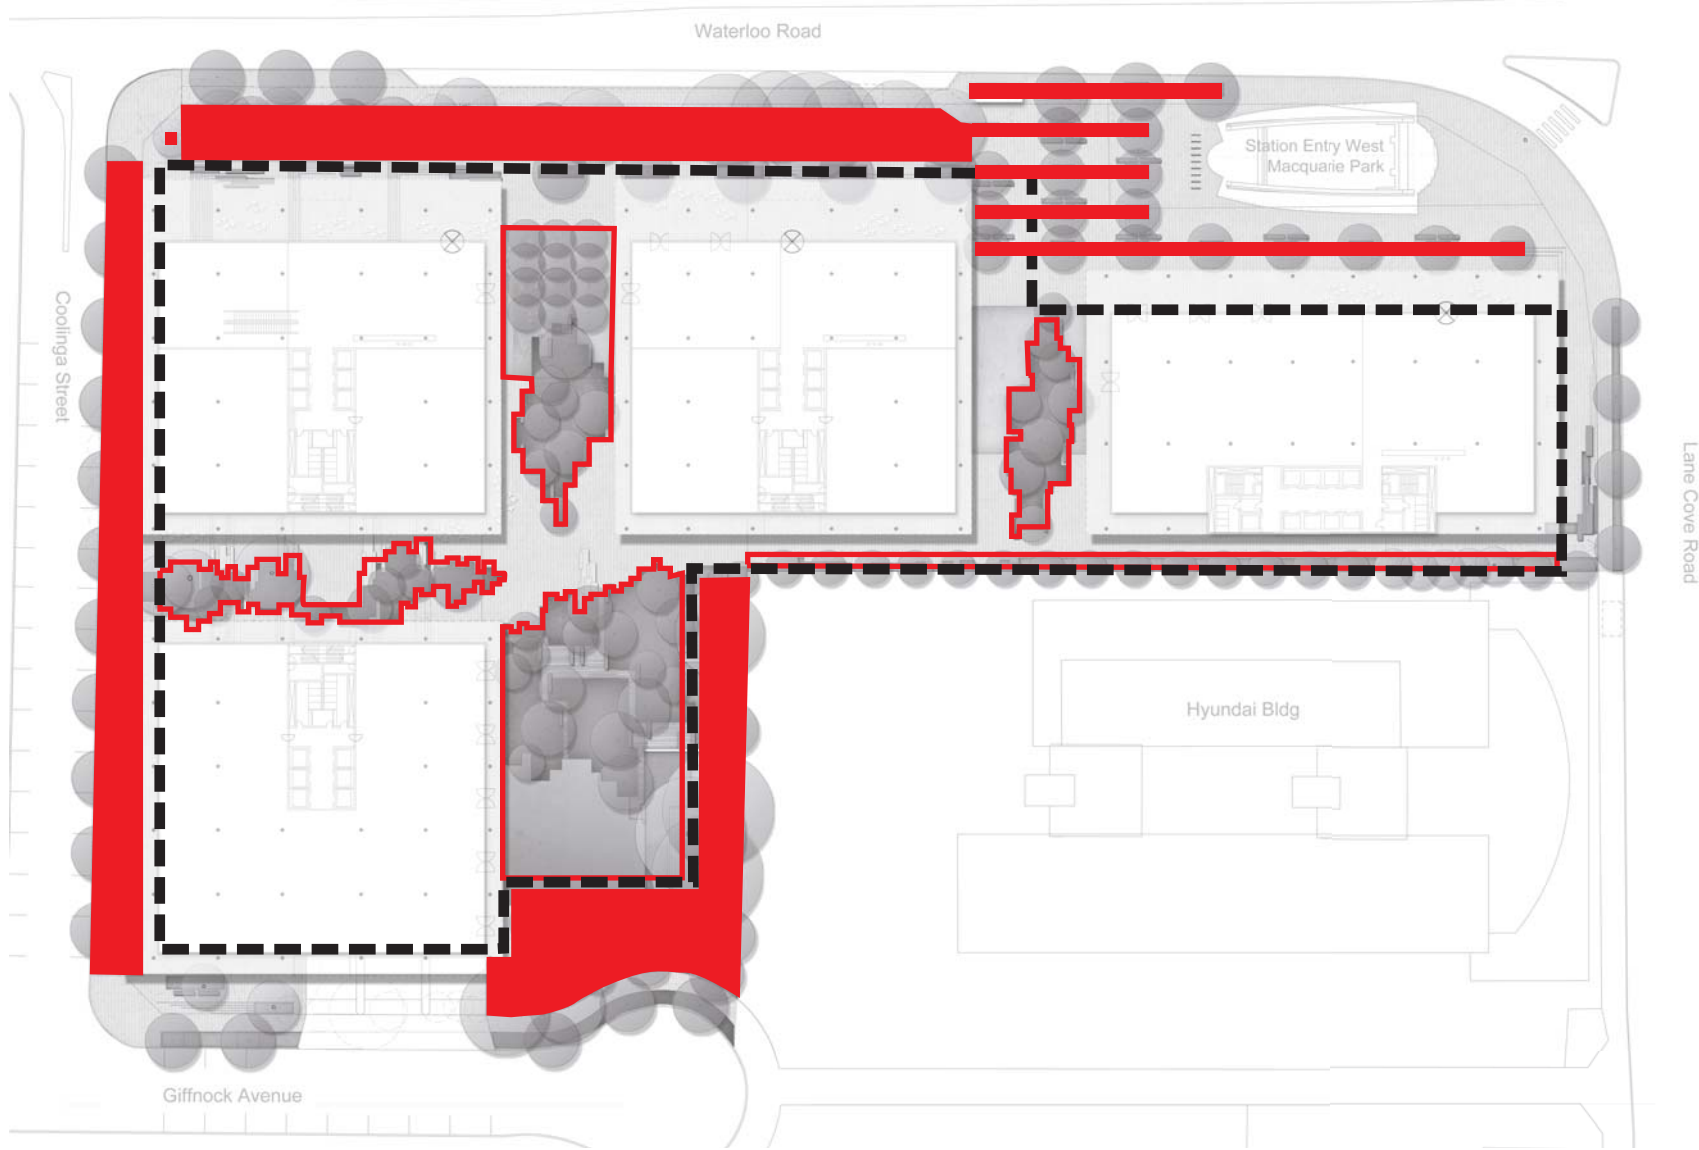 Waterloo Road
Station Entry West
Macquarie Park
Coolinga Street
Lane Cove Road
Hyundai Bldg
Giffnock Avenue